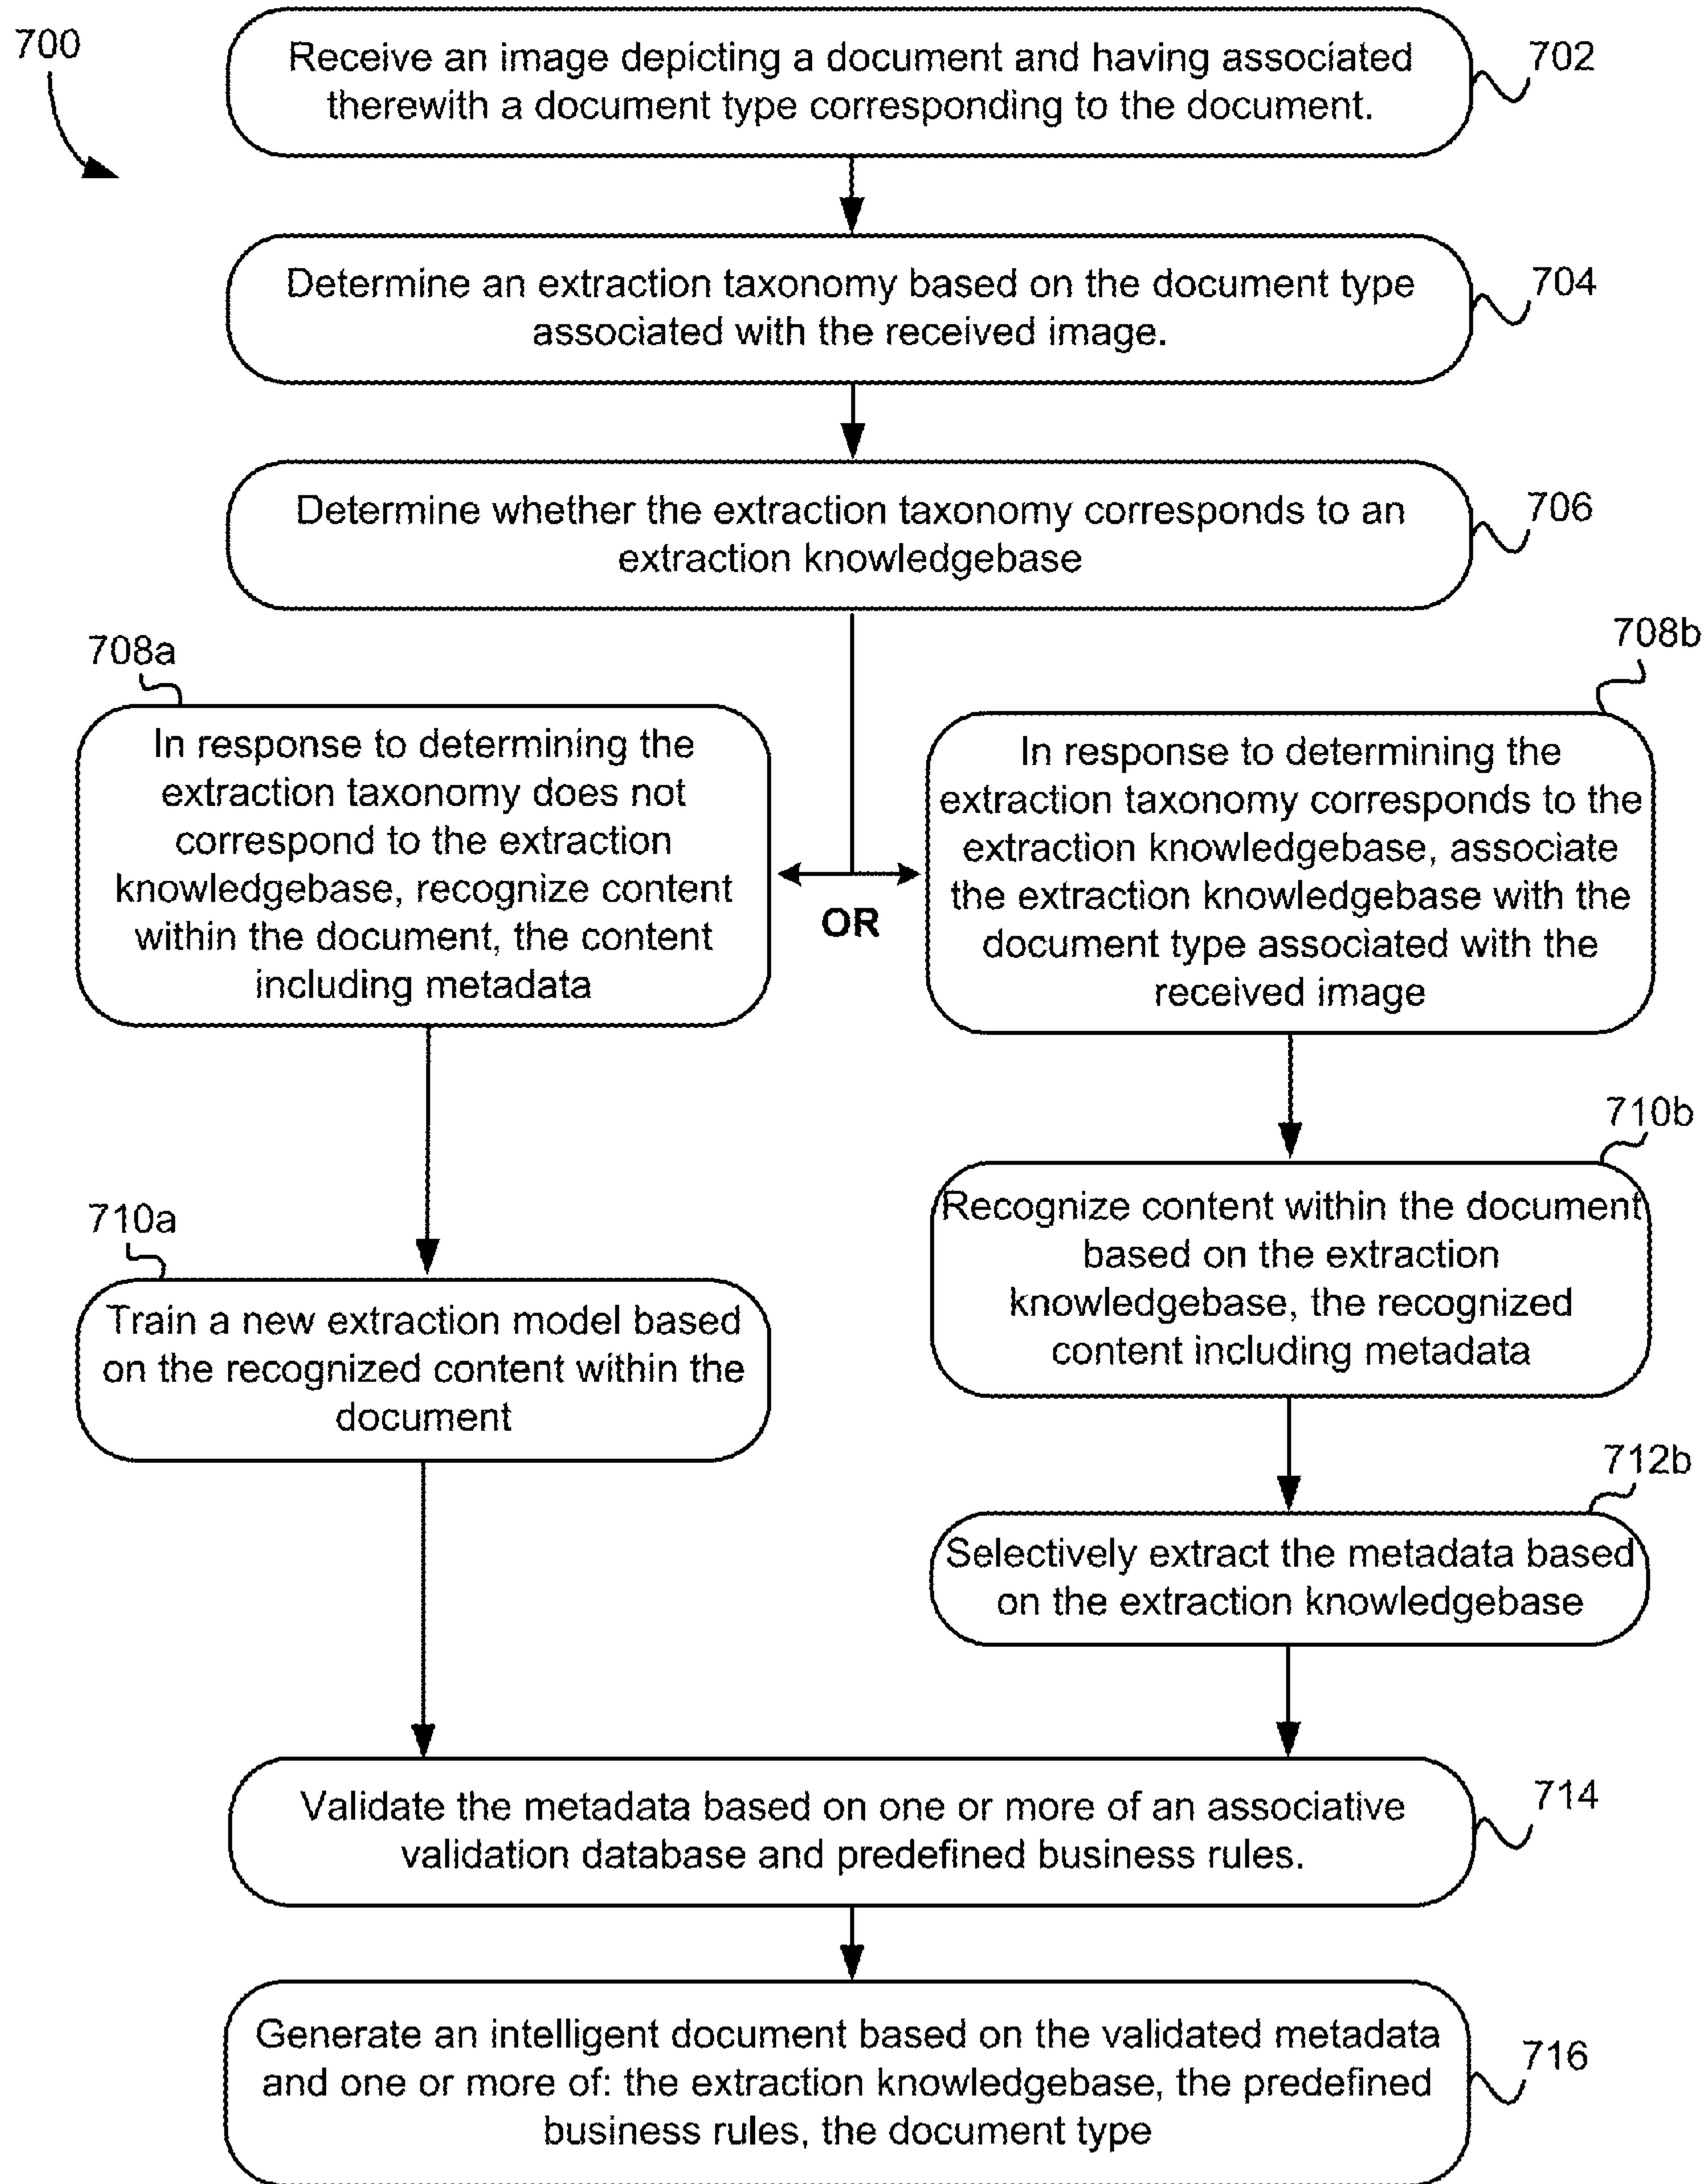 700
Receive an image depicting a document and having associated
therewith a document type corresponding to the document.
702
Determine an extraction taxonomy based on the document type
associated with the received image.
704
Determine whether the extraction taxonomy corresponds to an
extraction knowledgebase
706
708a
In response to determining the
extraction taxonomy does not
correspond to the extraction
knowledgebase, recognize content
within the document, the content
including metadata
OR
708b
In response to determining the
extraction taxonomy corresponds to the
extraction knowledgebase, associate
the extraction knowledgebase with the
document type associated with the
received image
710a
Train a new extraction model based
on the recognized content within the
document
710b
Recognize content within the document
based on the extraction
knowledgebase, the recognized
content including metadata
712b
Selectively extract the metadata based
on the extraction knowledgebase
Validate the metadata based on one or more of an associative
validation database and predefined business rules.
714
Generate an intelligent document based on the validated metadata
and one or more of: the extraction knowledgebase, the predefined
business rules, the document type
716